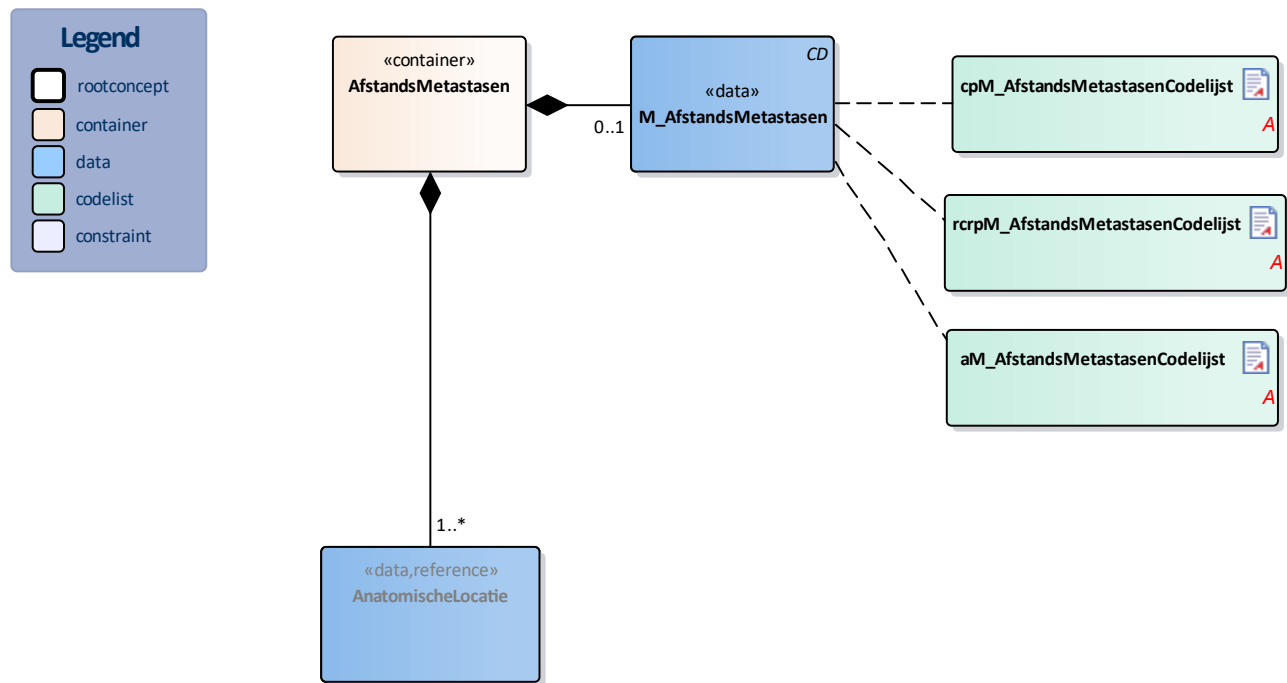 Legend
rootconcept
container
data
codelist
constraint
«container»
AfstandsMetastasen
0..1
CD
«data»
M_AfstandsMetastasen
cpM_AfstandsMetastasenCodelijst
A
rcrpM_AfstandsMetastasenCodelijst
A
aM_AfstandsMetastasenCodelijst
A
1..*
«data,reference»
AnatomischeLocatie